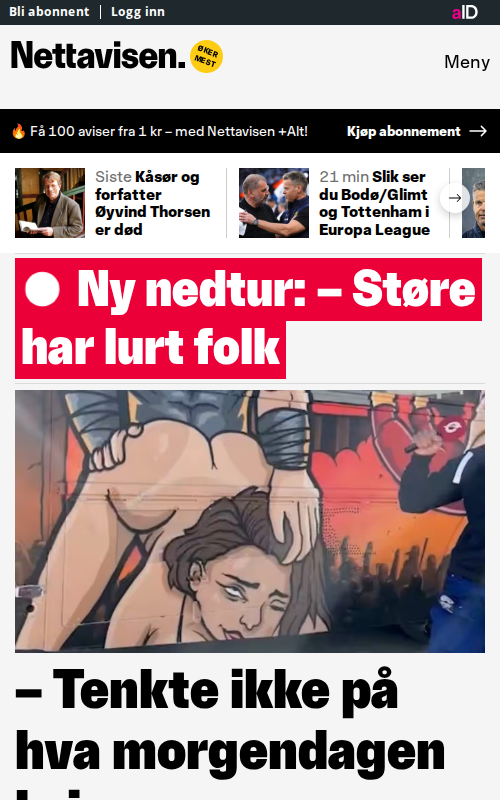 Bli abonnent
Logg inn
aID
Nettavisen.
ØKER
MEST
Meny
🔥 Få 100 aviser fra 1 kr – med Nettavisen +Alt!
Kjøp abonnement →
Siste Kåsør og
forfatter
Øyvind Thorsen
er død
21 min Slik ser
du Bodø/Glimt
og Tottenham i
Europa League
Ny nedtur: – Støre
har lurt folk
– Tenkte ikke på
hva morgendagen